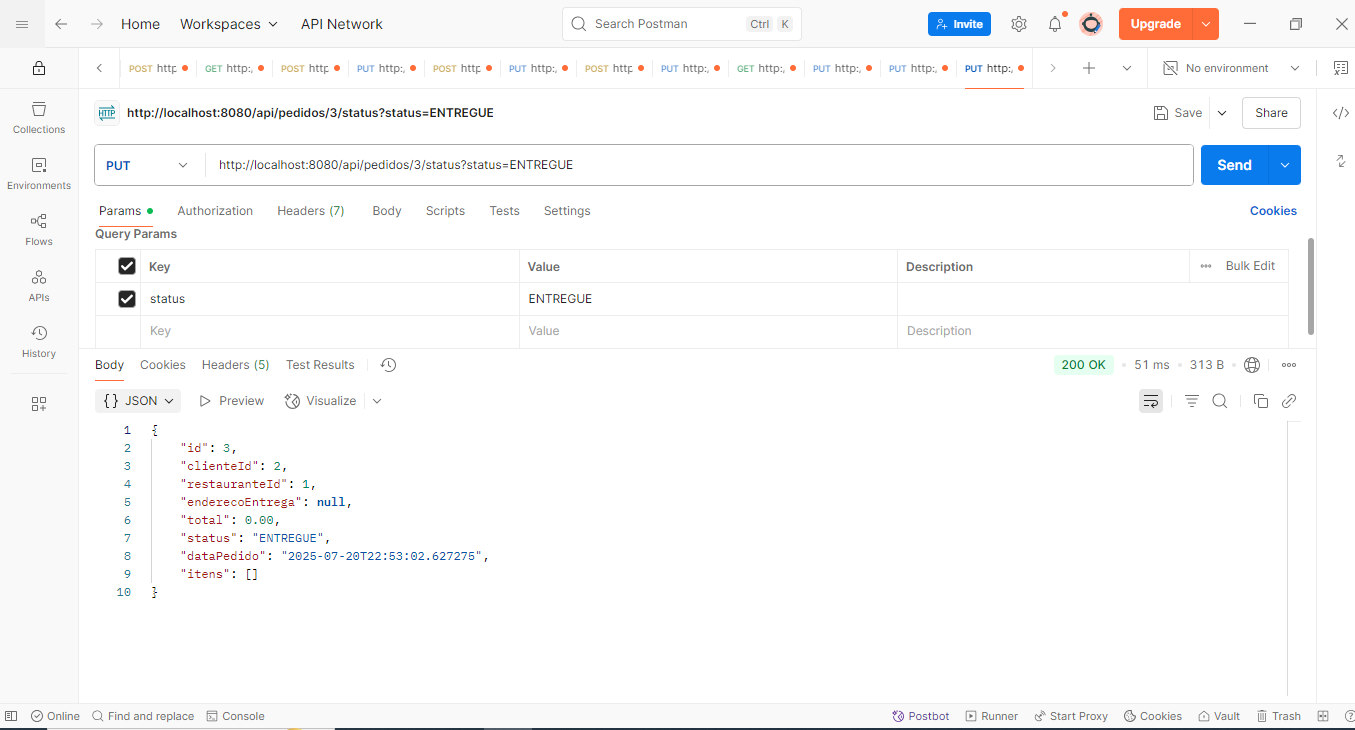 Home Workspaces API Network Search Postman Ctrl K Invite Upgrade
POST http GET http:, POST http PUT http:, POST http PUT http:, POST http PUT http:, GET http:, PUT http:, PUT http:, PUT http:, No environment
HTTP http://localhost:8080/api/pedidos/3/status?status=ENTREGUE Save Share
PUT http://localhost:8080/api/pedidos/3/status?status=ENTREGUE Send
Params Authorization Headers (7) Body Scripts Tests Settings Cookies
Query Params
Key Value Description Bulk Edit
status ENTREGUE
Key Value Description
Collections
Environments
Flows
APIs
History
Body Cookies Headers (5) Test Results 200 OK 51 ms 313 B
{} JSON Preview Visualize
1 {
2 "id": 3,
3 "clienteId": 2,
4 "restauranteId": 1,
5 "enderecoEntrega": null,
6 "total": 0.00,
7 "status": "ENTREGUE",
8 "dataPedido": "2025-07-20T22:53:02.627275",
9 "itens": []
10 }
Online Find and replace Console Postbot Runner Start Proxy Cookies Vault Trash